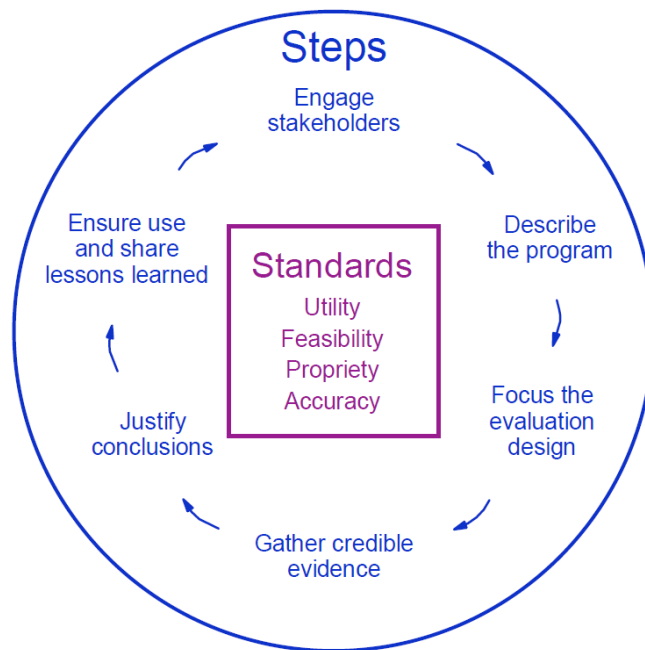 Steps
Engage
stakeholders
Describe
the program
Focus the
evaluation
design
Gather credible
evidence
Justify
conclusions
Ensure use
and share
lessons learned
Standards
Utility
Feasibility
Propriety
Accuracy